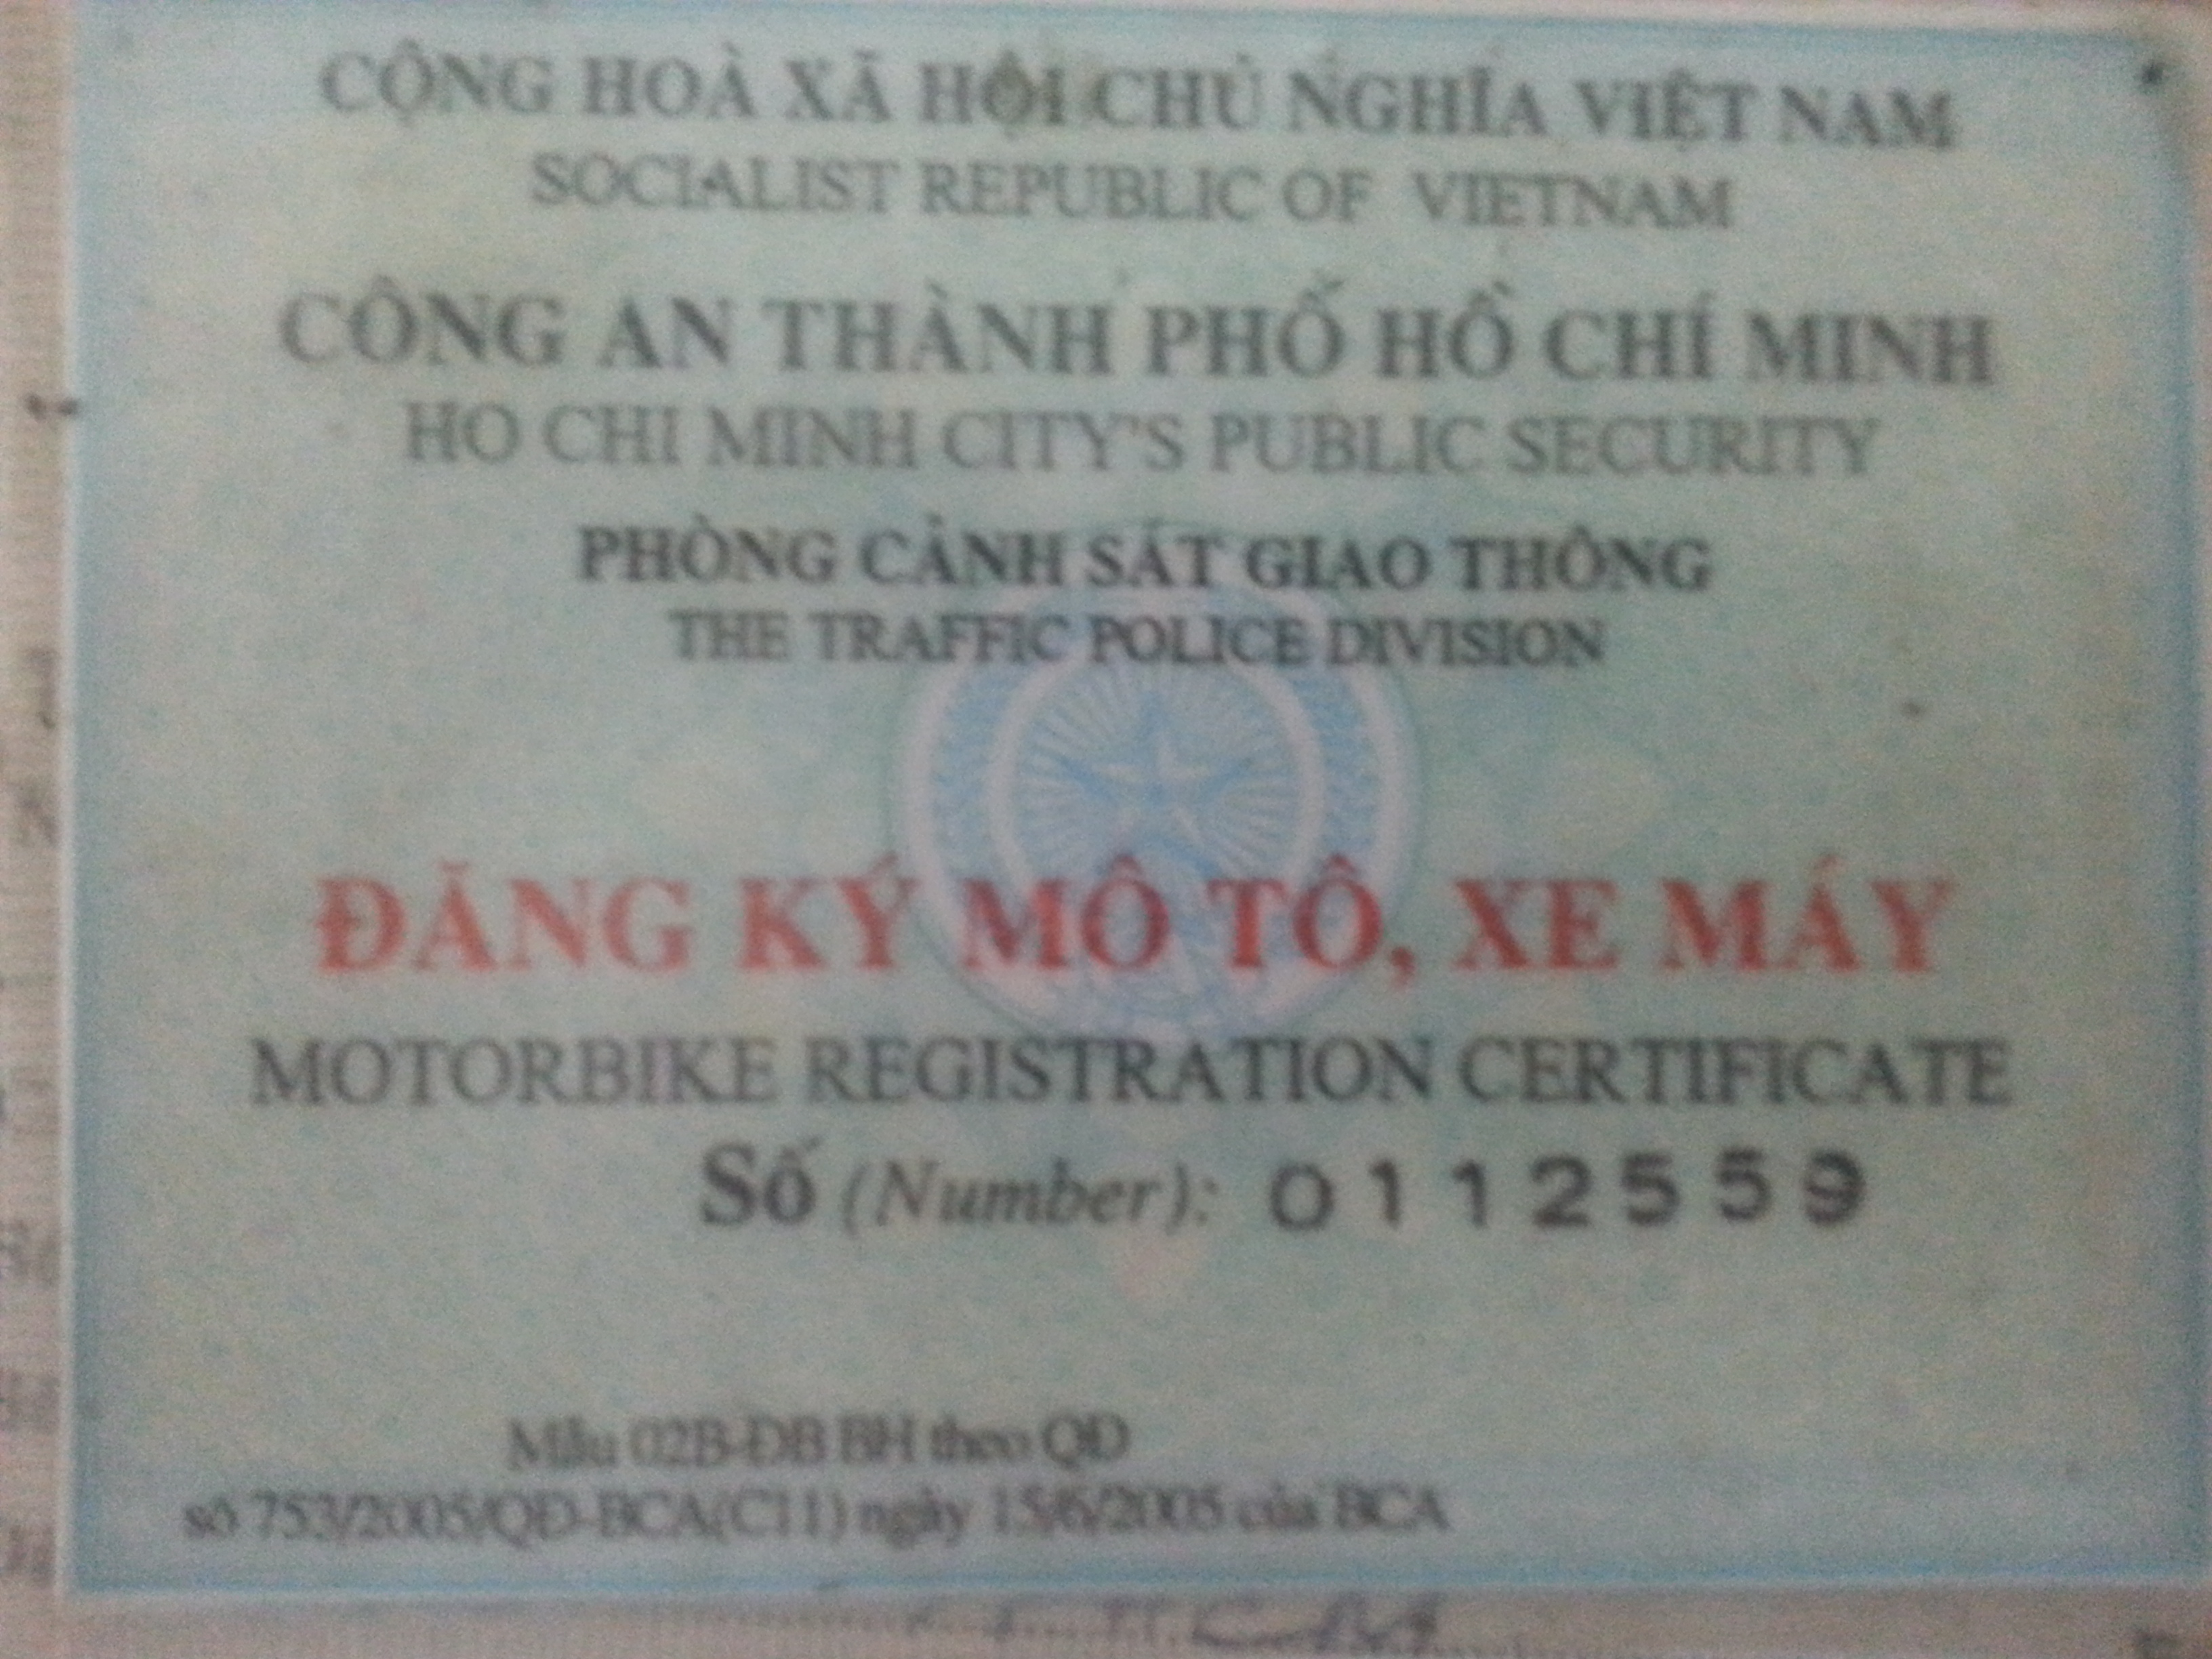 CỘNG HOÀ XÃ HỘI CHỦ NGHĨA VIỆT NAM
SOCIALIST REPUBLIC OF VIETNAM
CÔNG AN THÀNH PHỐ HỒ CHÍ MINH
HO CHI MINH CITY'S PUBLIC SECURITY
PHÒNG CẢNH SÁT GIAO THÔNG
THE TRAFFIC POLICE DIVISION
ĐĂNG KÝ MÔ TÔ, XE MÁY
MOTORBIKE REGISTRATION CERTIFICATE
Số (Number): 0112559
Mẫu 02B-ĐB BH theo QĐ
số 753/2005/QĐ-BCA(C11) ngày 15/6/2005 của BCA